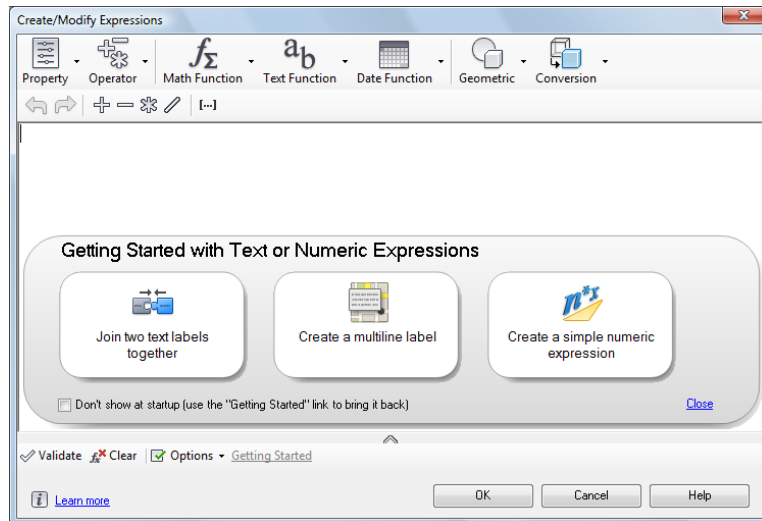 Create/Modify Expressions
Property Operator Math Function Text Function Date Function Geometric Conversion
[...]
Getting Started with Text or Numeric Expressions
Join two text labels
together
Create a multiline label
Create a simple numeric
expression
Don't show at startup (use the "Getting Started" link to bring it back)
Close
Validate Clear Options Getting Started
Learn more
OK Cancel Help